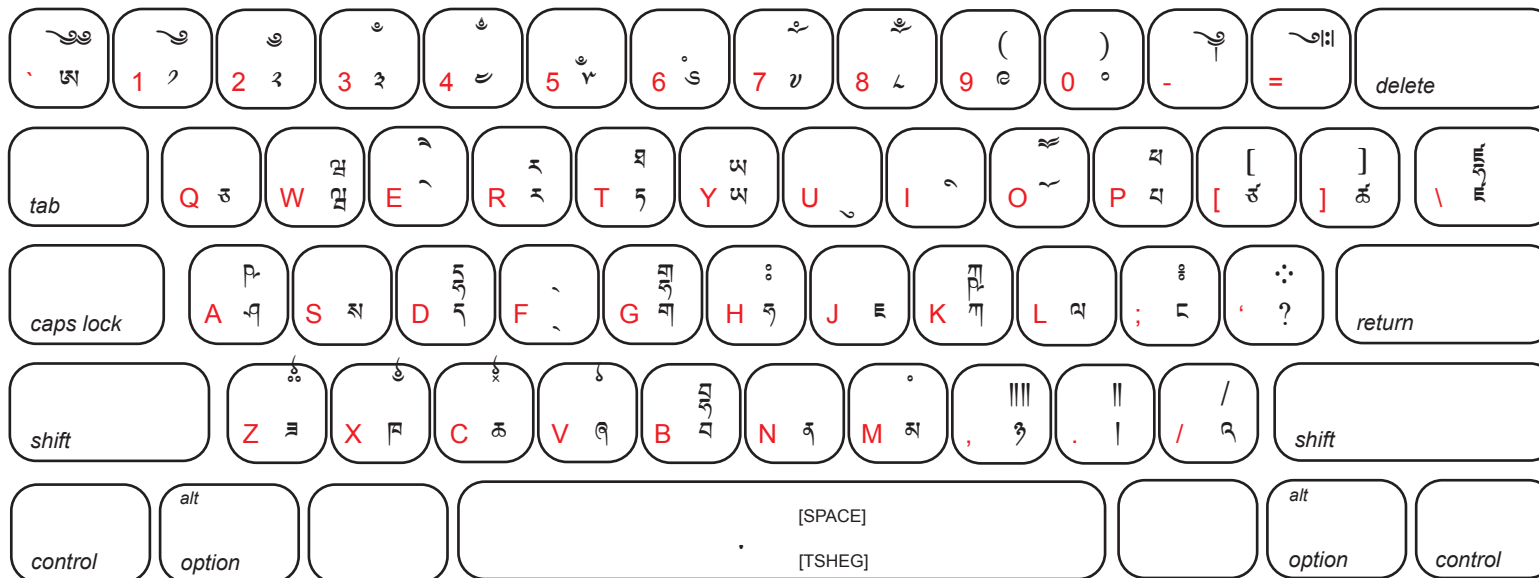 ༄༅ ༄ ༅ ( )
` ཨ 1 ༡ 2 ༢ 3 ༣ 4 ༤ 5 ༥ 6 ༦ 7 ༧ 8 ༨ 9 ༩ 0 ༠ - = delete
ཻ ར ཐ ཡ ཽ ཕ [ ]
tab Q ཅ W E ེ R ར T ཏ Y ཡ U ུ I ི O ོ P པ [ ཙ ] ཚ \
དྷ གྷ ཿ ཀྵ
caps lock A ཤ S ས D ད F G ག H ཧ J ཇ K ཀ L ལ ; ང ' ? return
བྷ ༎༎ ༎ /
shift Z ཟ X ཁ C ཆ V ཞ B བ N ན M མ , ཉ . ། / འ shift
alt [SPACE] alt
control option ་ [TSHEG] option control